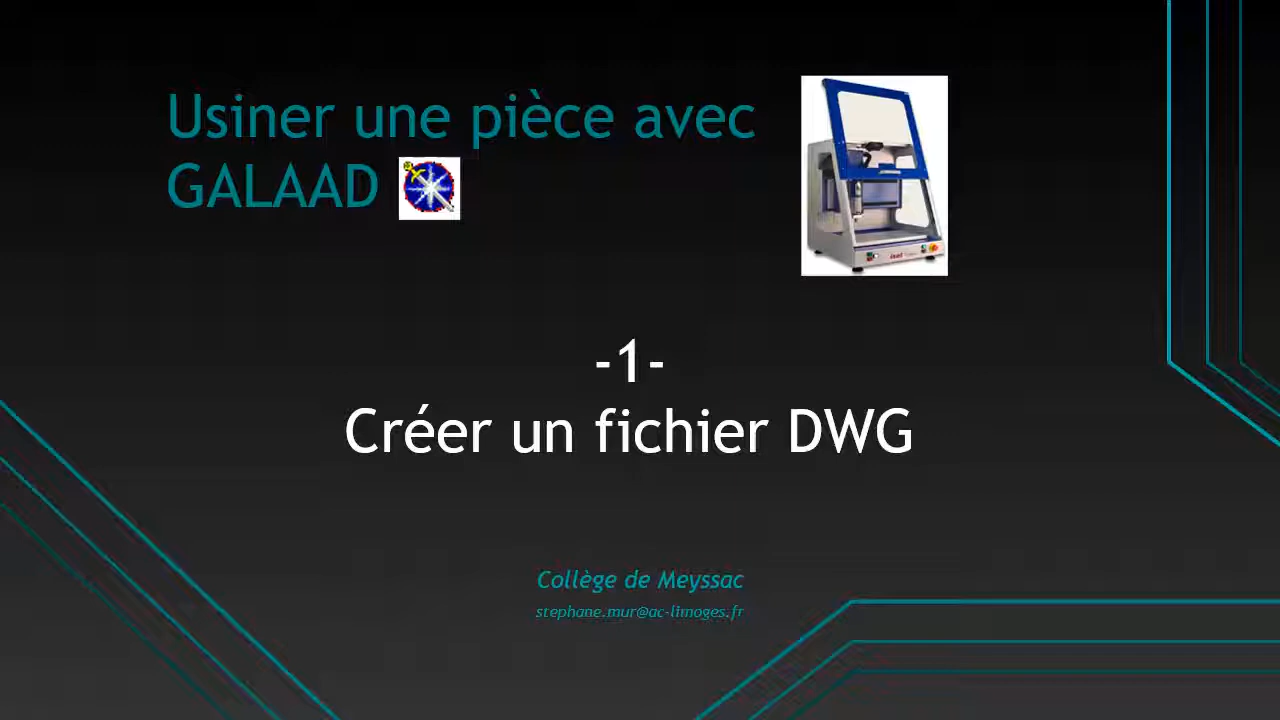 Usiner une pièce avec
GALAAD
-1-
Créer un fichier DWG
Collège de Meyssac
stephane.mur@ac-limoges.fr